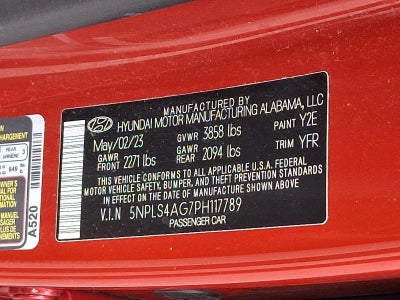 MANUFACTURED BY
HYUNDAI MOTOR MANUFACTURING ALABAMA, LLC
May/02/23 GVWR 3858 lbs PAINT Y2E
GAWR FRONT 2271 lbs GAWR REAR 2094 lbs TRIM YFR
THIS VEHICLE CONFORMS TO ALL APPLICABLE U.S.A. FEDERAL
MOTOR VEHICLE SAFETY, BUMPER, AND THEFT PREVENTION STANDARDS
IN EFFECT ON THE DATE OF MANUFACTURE SHOWN ABOVE
V.I.N 5NPLS4AG7PH117789
PASSENGER CAR
A520